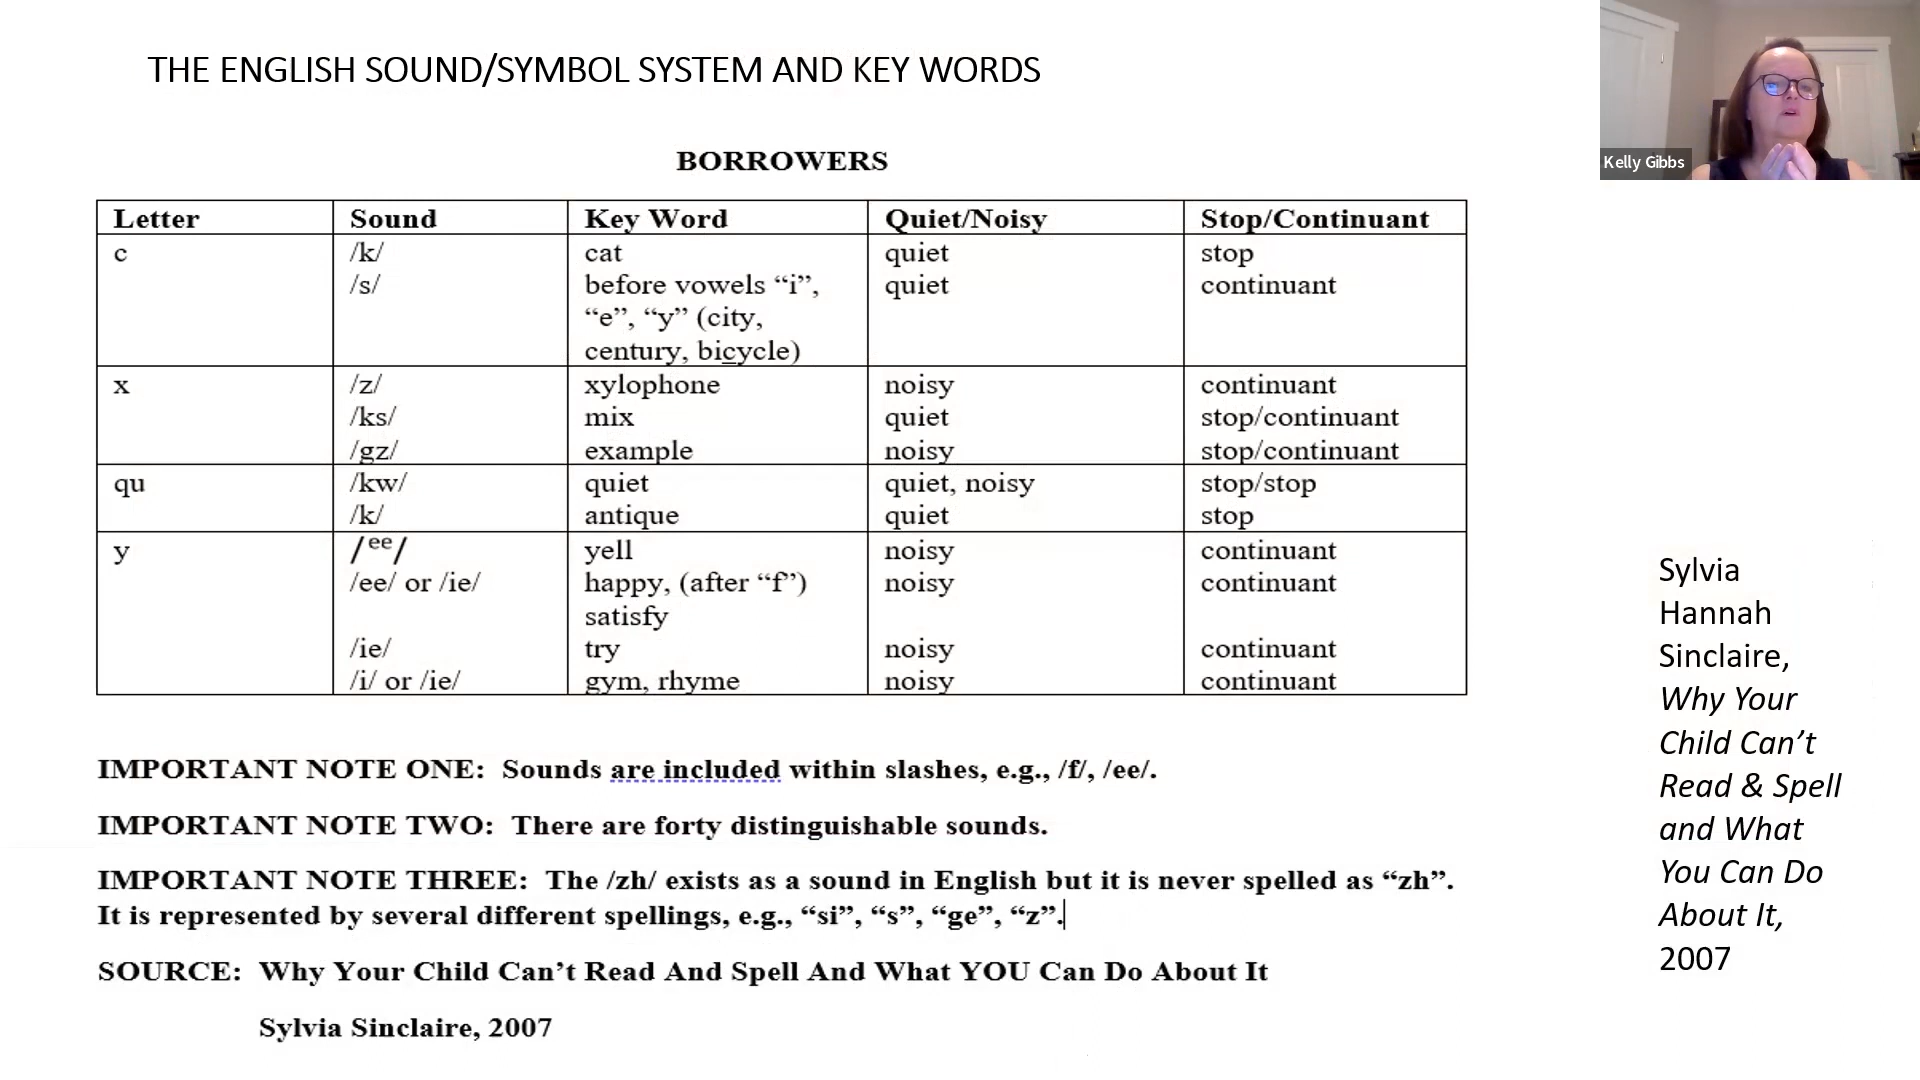 THE ENGLISH SOUND/SYMBOL SYSTEM AND KEY WORDS
Kelly Gibbs
BORROWERS
Letter Sound Key Word Quiet/Noisy Stop/Continuant
c /k/ cat quiet stop
/s/ before vowels “i”, quiet continuant
“e”, “y” (city,
century, bicycle)
x /z/ xylophone noisy continuant
/ks/ mix quiet stop/continuant
/gz/ example noisy stop/continuant
qu /kw/ quiet quiet, noisy stop/stop
/k/ antique quiet stop
y /ee/ yell noisy continuant
/ee/ or /ie/ happy, (after “f”) noisy continuant
satisfy
/ie/ try noisy continuant
/i/ or /ie/ gym, rhyme noisy continuant
IMPORTANT NOTE ONE: Sounds are included within slashes, e.g., /f/, /ee/.
IMPORTANT NOTE TWO: There are forty distinguishable sounds.
IMPORTANT NOTE THREE: The /zh/ exists as a sound in English but it is never spelled as “zh”.
It is represented by several different spellings, e.g., “si”, “s”, “ge”, “z”.
SOURCE: Why Your Child Can’t Read And Spell And What YOU Can Do About It
Sylvia Sinclaire, 2007
Sylvia
Hannah
Sinclaire,
Why Your
Child Can’t
Read & Spell
and What
You Can Do
About It,
2007